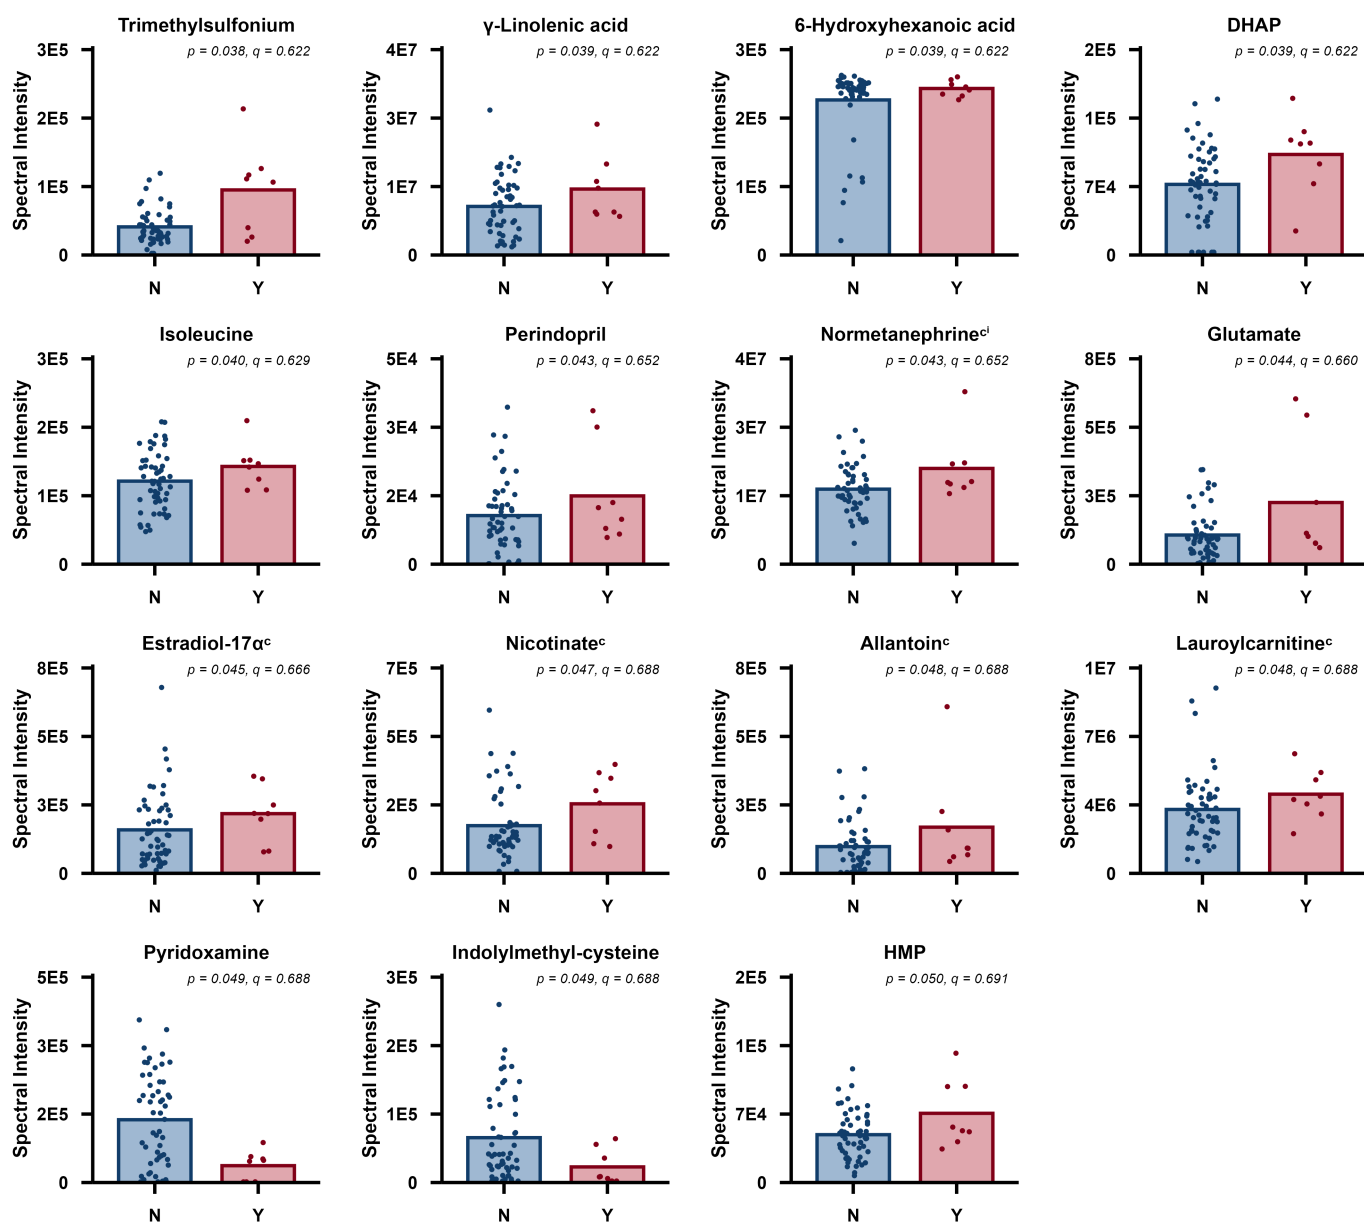 Trimethylsulfonium
p = 0.038, q = 0.622
Spectral Intensity
3E5
2E5
1E5
0
N Y
γ-Linolenic acid
p = 0.039, q = 0.622
Spectral Intensity
4E7
3E7
1E7
0
N Y
6-Hydroxyhexanoic acid
p = 0.039, q = 0.622
Spectral Intensity
3E5
2E5
1E5
0
N Y
DHAP
p = 0.039, q = 0.622
Spectral Intensity
2E5
1E5
7E4
0
N Y
Isoleucine
p = 0.040, q = 0.629
Spectral Intensity
3E5
2E5
1E5
0
N Y
Perindopril
p = 0.043, q = 0.652
Spectral Intensity
5E4
3E4
2E4
0
N Y
Normetanephrineᶜⁱ
p = 0.043, q = 0.652
Spectral Intensity
4E7
3E7
1E7
0
N Y
Glutamate
p = 0.044, q = 0.660
Spectral Intensity
8E5
5E5
3E5
0
N Y
Estradiol-17αᶜ
p = 0.045, q = 0.666
Spectral Intensity
8E5
5E5
3E5
0
N Y
Nicotinateᶜ
p = 0.047, q = 0.688
Spectral Intensity
7E5
5E5
2E5
0
N Y
Allantoinᶜ
p = 0.048, q = 0.688
Spectral Intensity
8E5
5E5
3E5
0
N Y
Lauroylcarnitineᶜ
p = 0.048, q = 0.688
Spectral Intensity
1E7
7E6
4E6
0
N Y
Pyridoxamine
p = 0.049, q = 0.688
Spectral Intensity
5E5
3E5
2E5
0
N Y
Indolylmethyl-cysteine
p = 0.049, q = 0.688
Spectral Intensity
3E5
1E5
1E5
0
N Y
HMP
p = 0.050, q = 0.691
Spectral Intensity
2E5
1E5
7E4
0
N Y